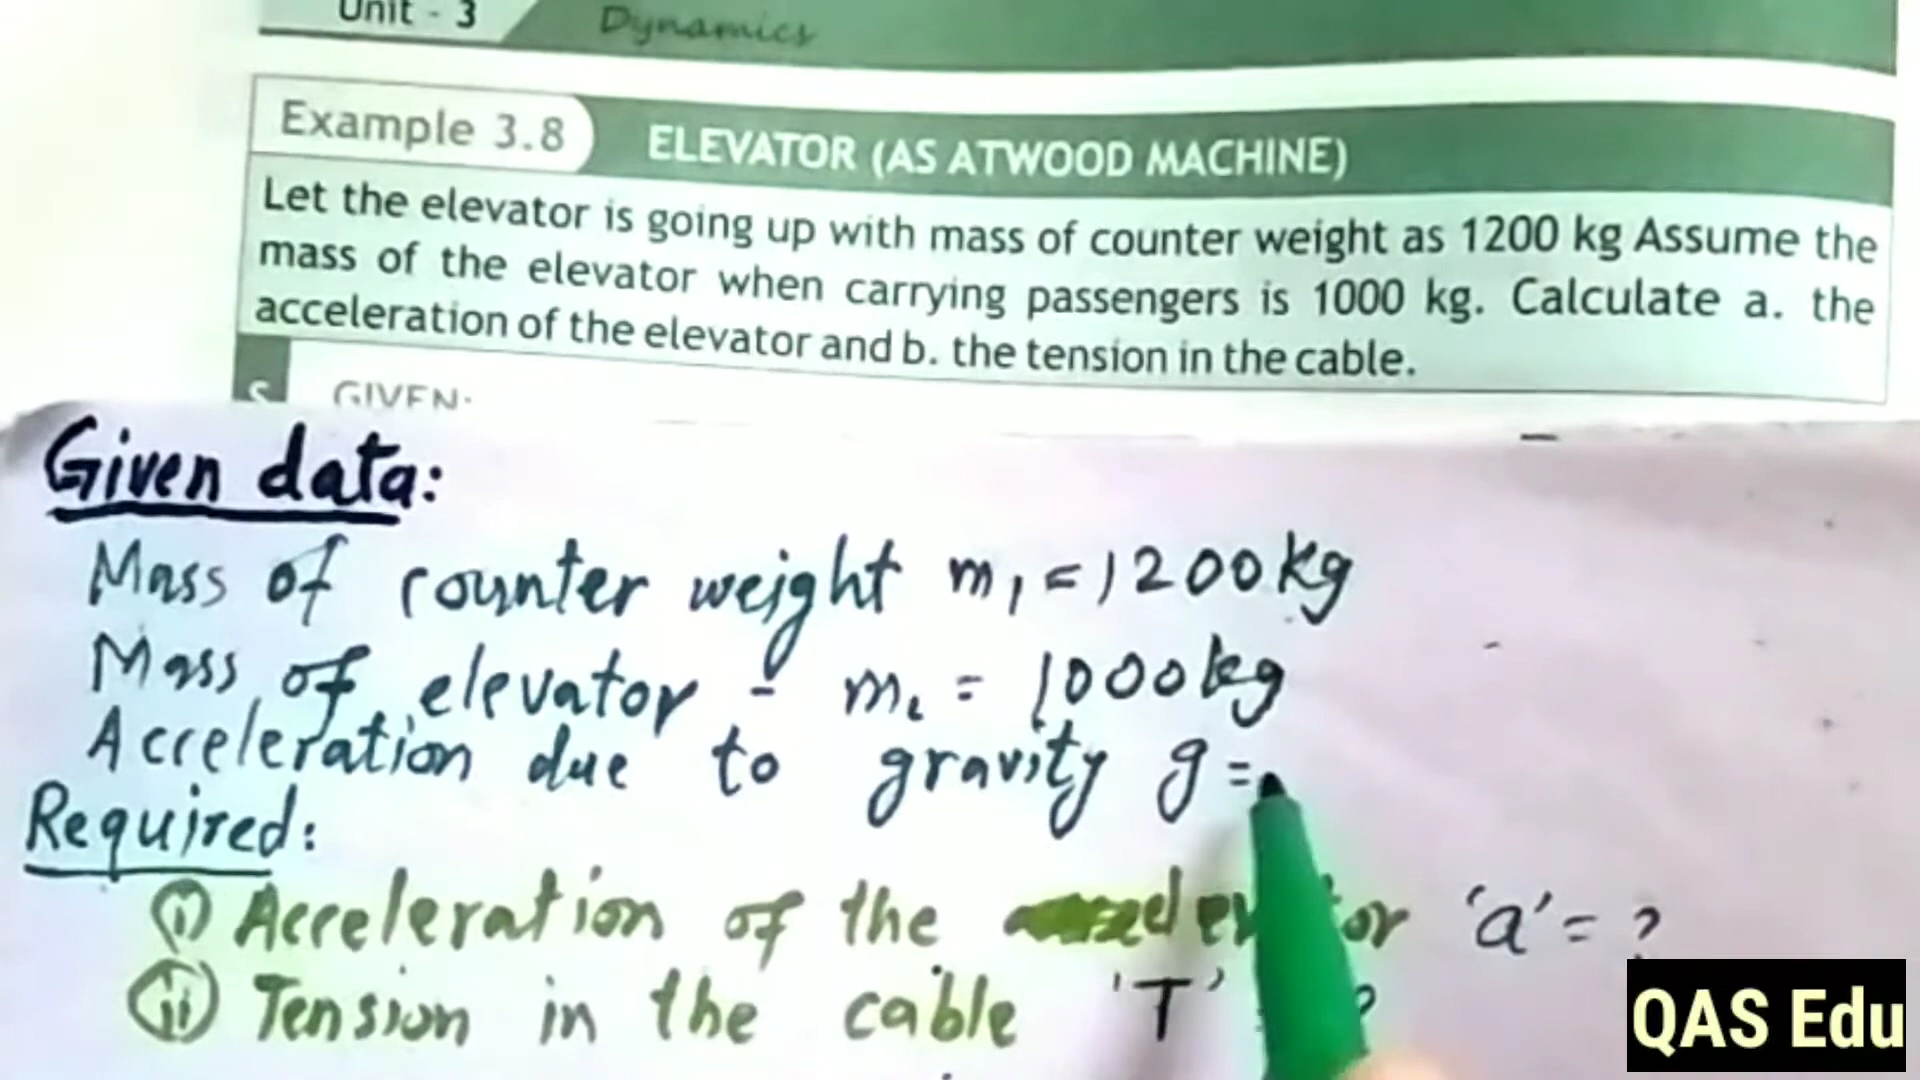 Unit - 3
Dynamics
Example 3.8
ELEVATOR (AS ATWOOD MACHINE)
Let the elevator is going up with mass of counter weight as 1200 kg Assume the
mass of the elevator when carrying passengers is 1000 kg. Calculate a. the
acceleration of the elevator and b. the tension in the cable.
S GIVEN:
Given data:
Mass of counter weight m₁ = 1200 kg
Mass of elevator - m₂ = 1000 kg
Acceleration due to gravity g =
Required:
(i) Acceleration of the 'a' = ?
(ii) Tension in the cable 'T' ?
QAS Edu